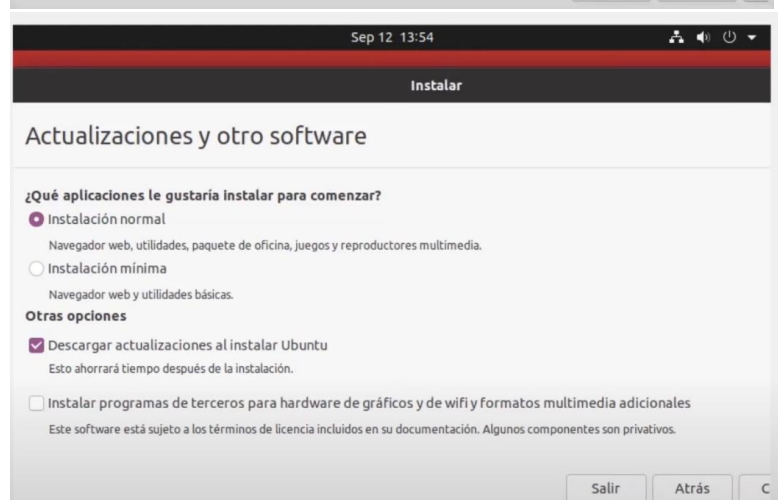 Sep 12 13:54
Instalar
Actualizaciones y otro software
¿Qué aplicaciones le gustaría instalar para comenzar?
Instalación normal
Navegador web, utilidades, paquete de oficina, juegos y reproductores multimedia.
Instalación mínima
Navegador web y utilidades básicas.
Otras opciones
Descargar actualizaciones al instalar Ubuntu
Esto ahorrará tiempo después de la instalación.
Instalar programas de terceros para hardware de gráficos y de wifi y formatos multimedia adicionales
Este software está sujeto a los términos de licencia incluidos en su documentación. Algunos componentes son privativos.
Salir Atrás C